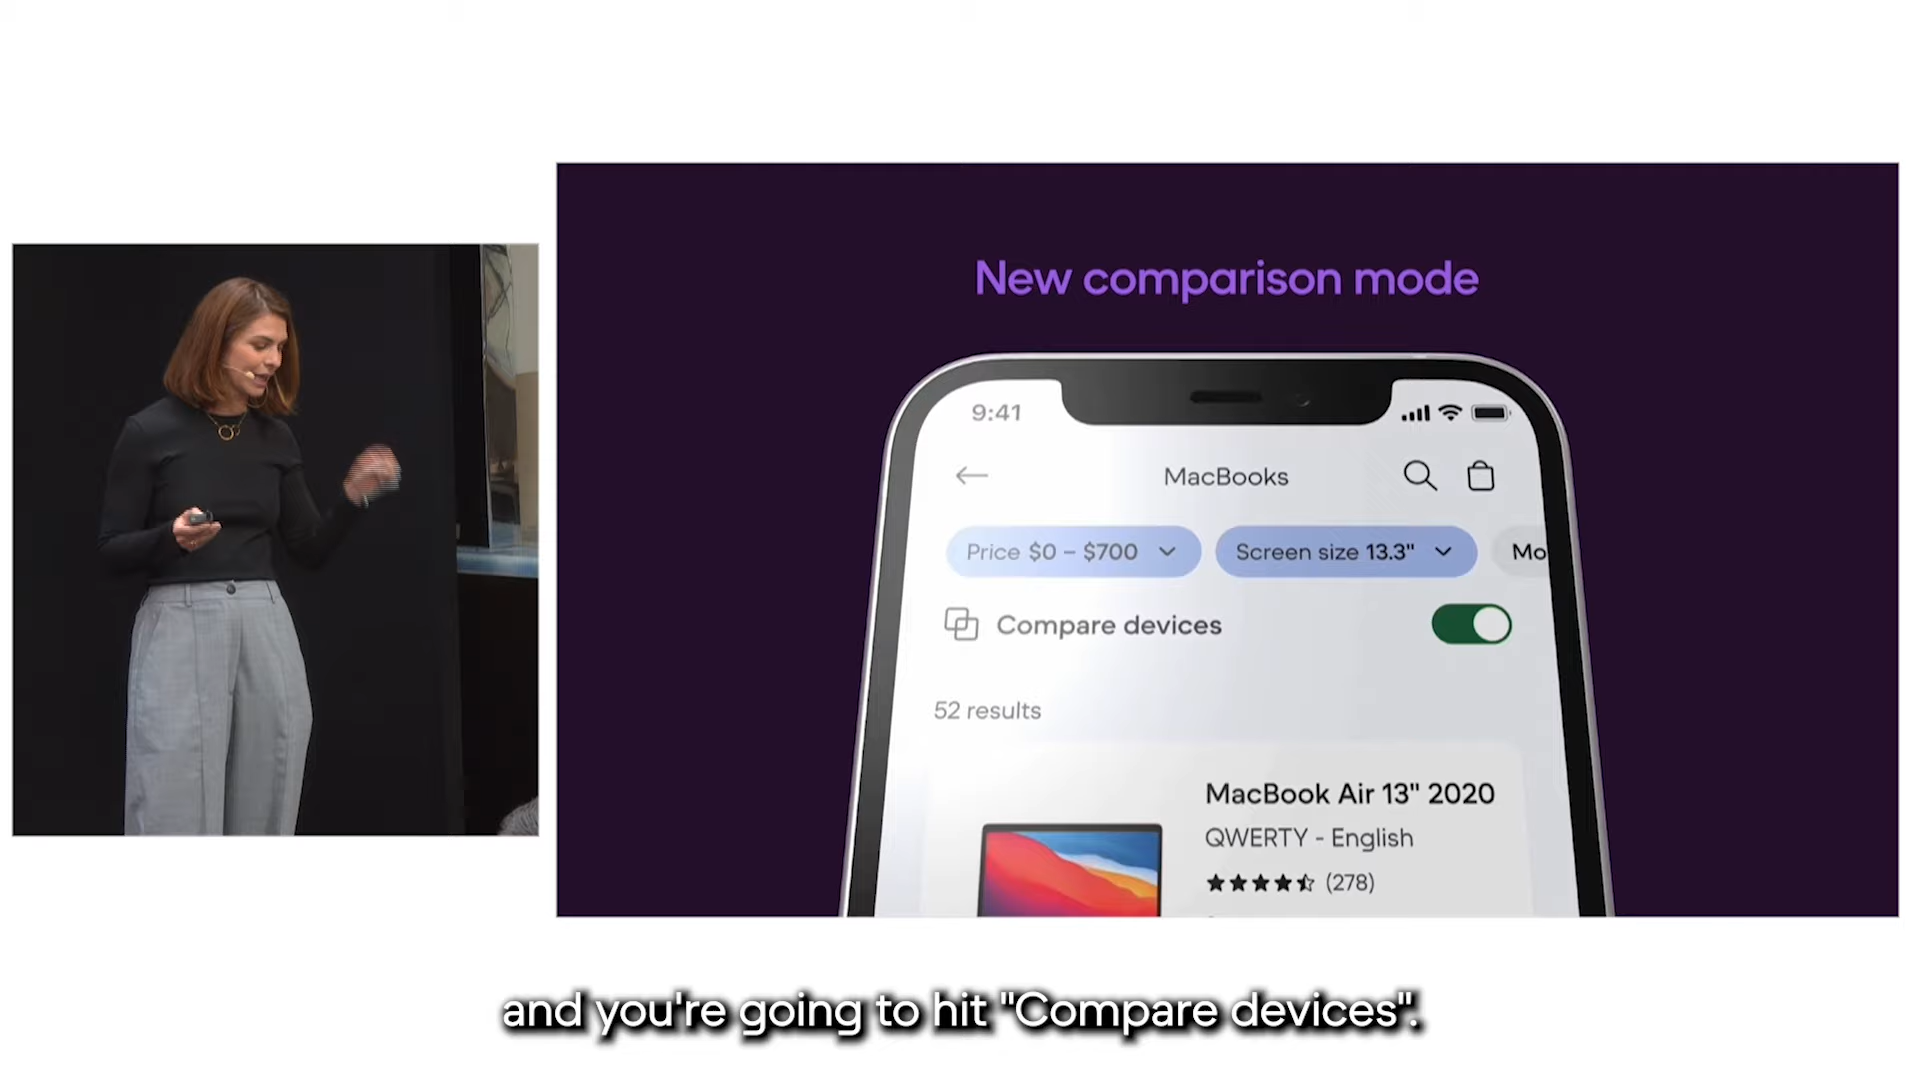 New comparison mode
9:41
MacBooks
Price $0 – $700
Screen size 13.3"
Mo
Compare devices
52 results
MacBook Air 13" 2020
QWERTY - English
(278)
and you're going to hit "Compare devices".